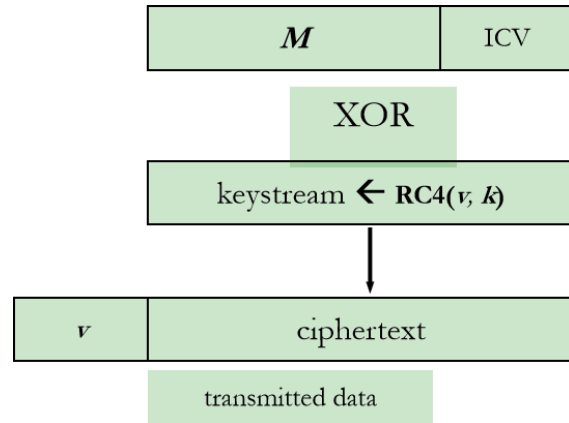 M ICV
XOR
keystream ← RC4(v, k)
v ciphertext
transmitted data